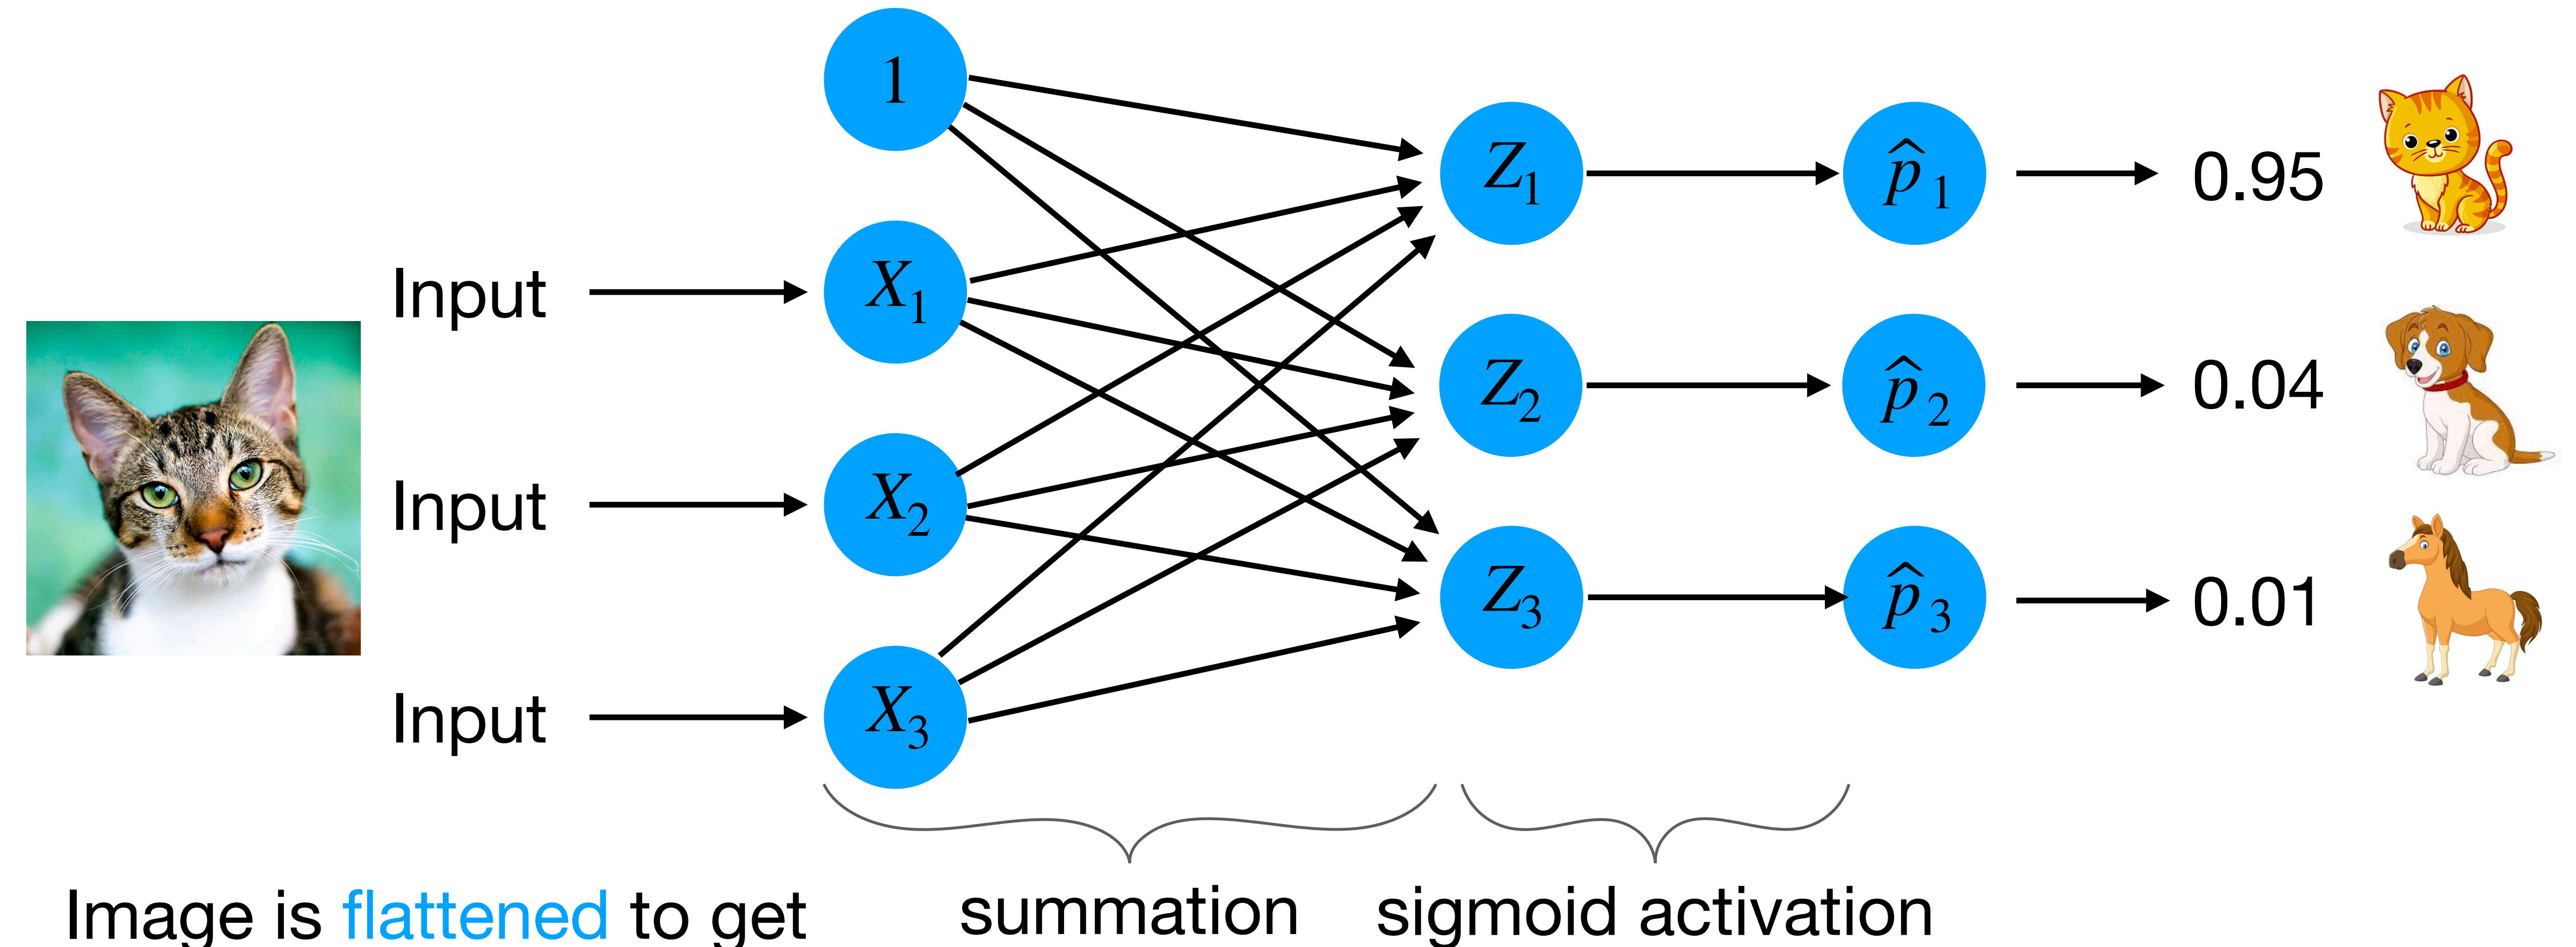 1
Z₁
p̂₁
0.95
Input
X₁
Z₂
p̂₂
0.04
Input
X₂
Z₃
p̂₃
0.01
Input
X₃
Image is flattened to get
summation
sigmoid activation